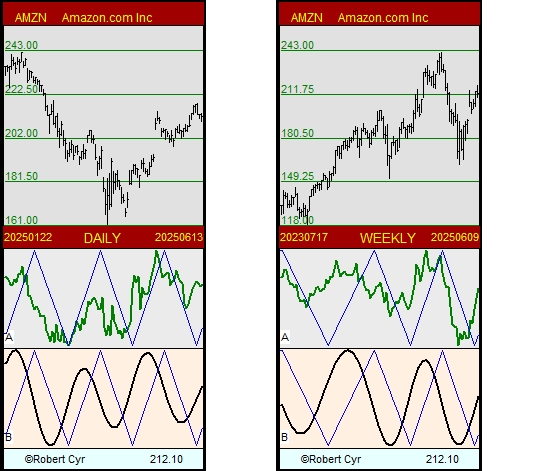 AMZN Amazon.com Inc
243.00
222.50
202.00
181.50
161.00
20250122 DAILY 20250613
A
B
©Robert Cyr 212.10
AMZN Amazon.com Inc
243.00
211.75
180.50
149.25
118.00
20230717 WEEKLY 20250609
A
B
©Robert Cyr 212.10